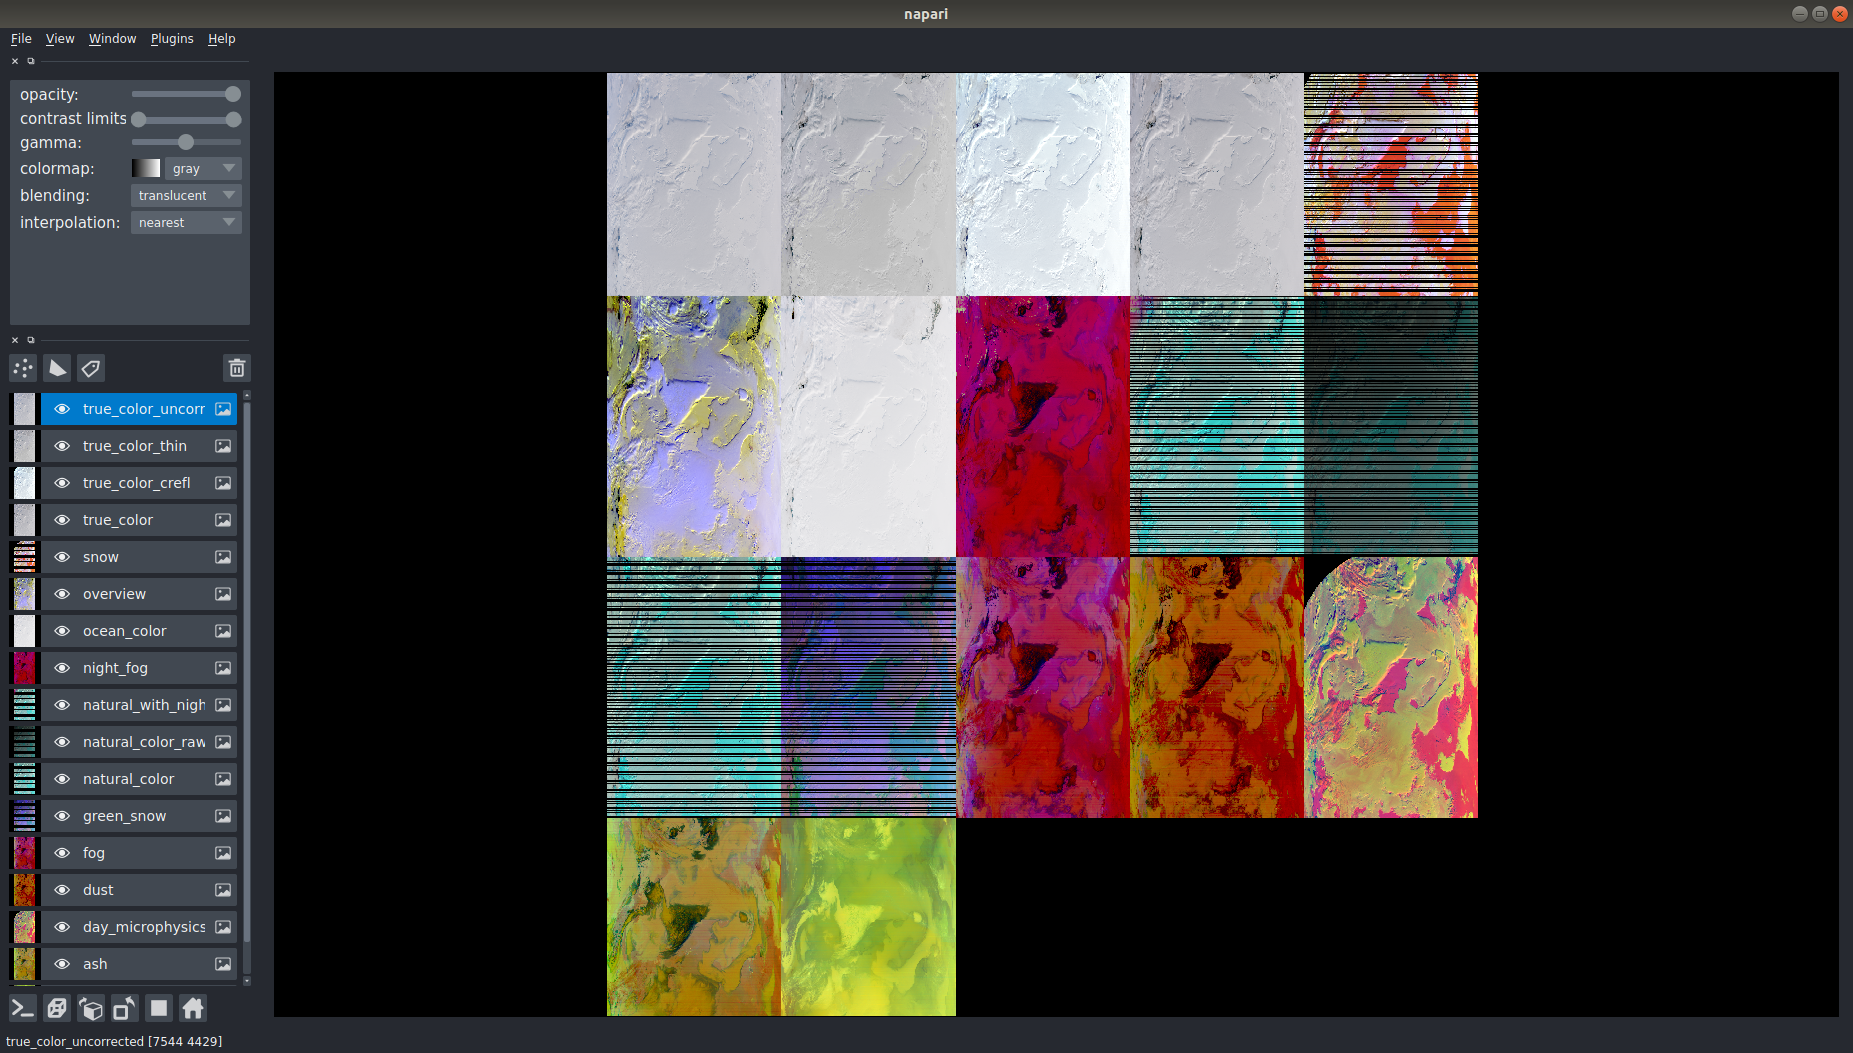 napari
File View Window Plugins Help
opacity:
contrast limits
gamma:
colormap: gray
blending: translucent
interpolation: nearest
true_color_uncorr
true_color_thin
true_color_crefl
true_color
snow
overview
ocean_color
night_fog
natural_with_nigh
natural_color_raw
natural_color
green_snow
fog
dust
day_microphysics
ash
true_color_uncorrected [7544 4429]